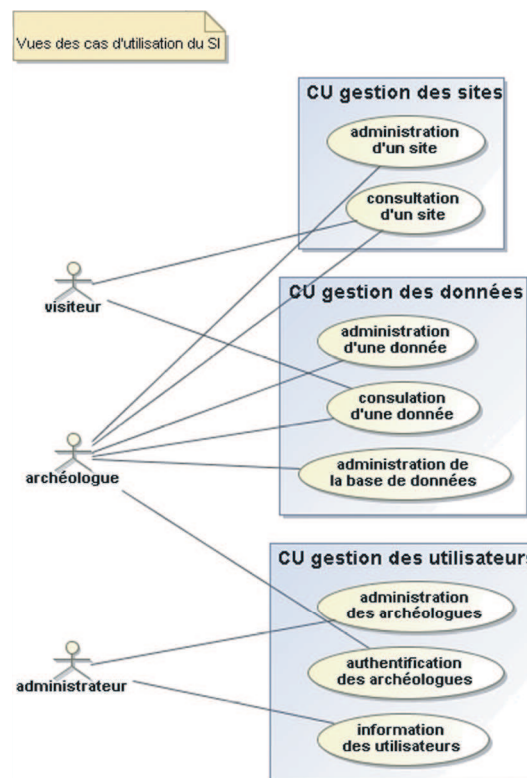 Vues des cas d'utilisation du SI
CU gestion des sites
administration
d'un site
consultation
d'un site
visiteur
CU gestion des données
administration
d'une donnée
consulation
d'une donnée
administration de
la base de données
archéologue
CU gestion des utilisateurs
administration
des archéologues
authentification
des archéologues
administrateur
information
des utilisateurs